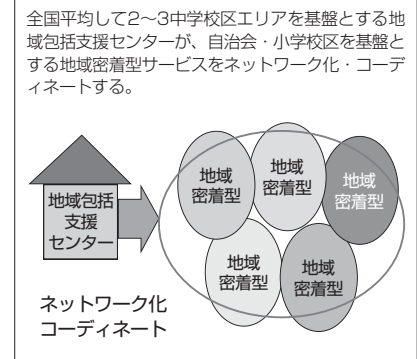 全国平均して2〜3中学校区エリアを基盤とする地
域包括支援センターが、自治会・小学校区を基盤と
する地域密着型サービスをネットワーク化・コーデ
ィネートする。
地域
密着型
地域
密着型
地域
密着型
地域包括
支援
センター
地域
密着型
地域
密着型
ネットワーク化
コーディネート